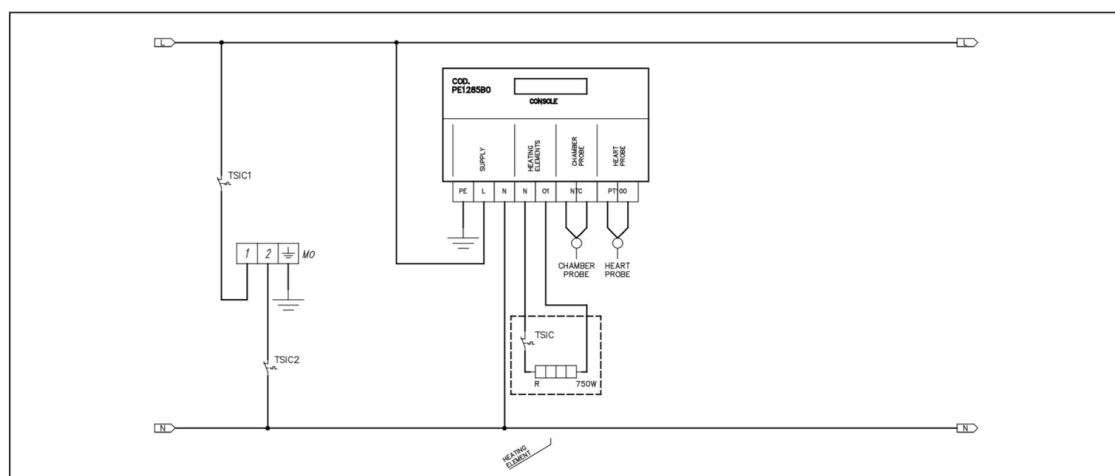 L
L
COD.
PE1285B0
CONSOLE
SUPPLY
HEATING
ELEMENTS
CHAMBER
PROBE
HEART
PROBE
TSIC1
PE
L
N
N
01
NTC
PT100
1
2
MO
CHAMBER
PROBE
HEART
PROBE
TSIC
TSIC2
R
750W
N
N
HEATING
ELEMENT